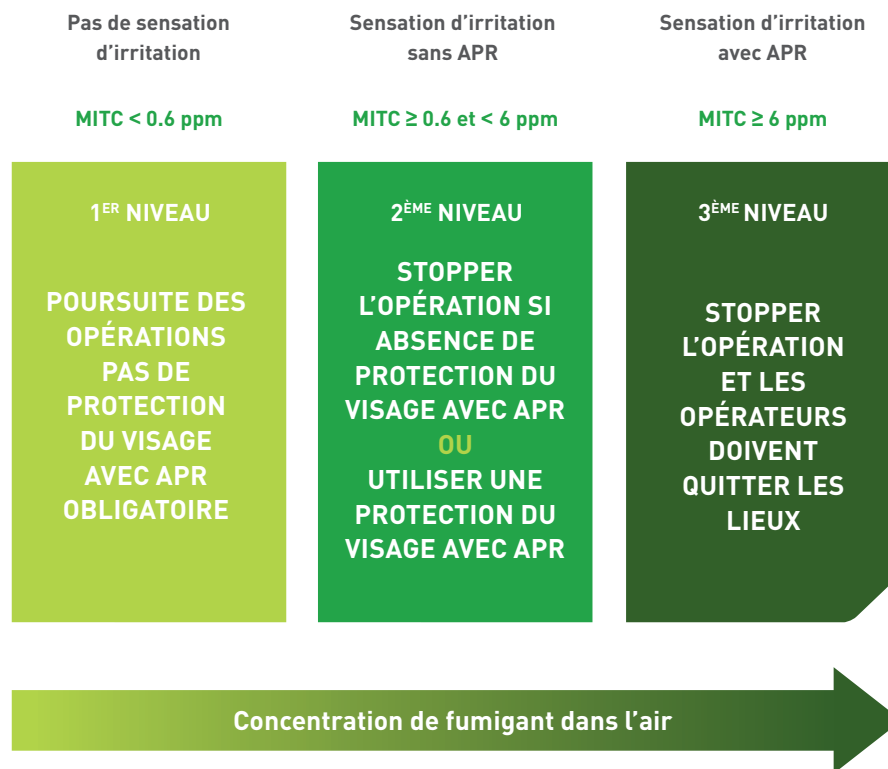 Pas de sensation
d'irritation
MITC < 0.6 ppm
1ER NIVEAU
POURSUITE DES
OPÉRATIONS
PAS DE
PROTECTION
DU VISAGE
AVEC APR
OBLIGATOIRE
Sensation d'irritation
sans APR
MITC ≥ 0.6 et < 6 ppm
2ÈME NIVEAU
STOPPER
L'OPÉRATION SI
ABSENCE DE
PROTECTION DU
VISAGE AVEC APR
OU
UTILISER UNE
PROTECTION DU
VISAGE AVEC APR
Sensation d'irritation
avec APR
MITC ≥ 6 ppm
3ÈME NIVEAU
STOPPER
L'OPÉRATION
ET LES
OPÉRATEURS
DOIVENT
QUITTER LES
LIEUX
Concentration de fumigant dans l'air